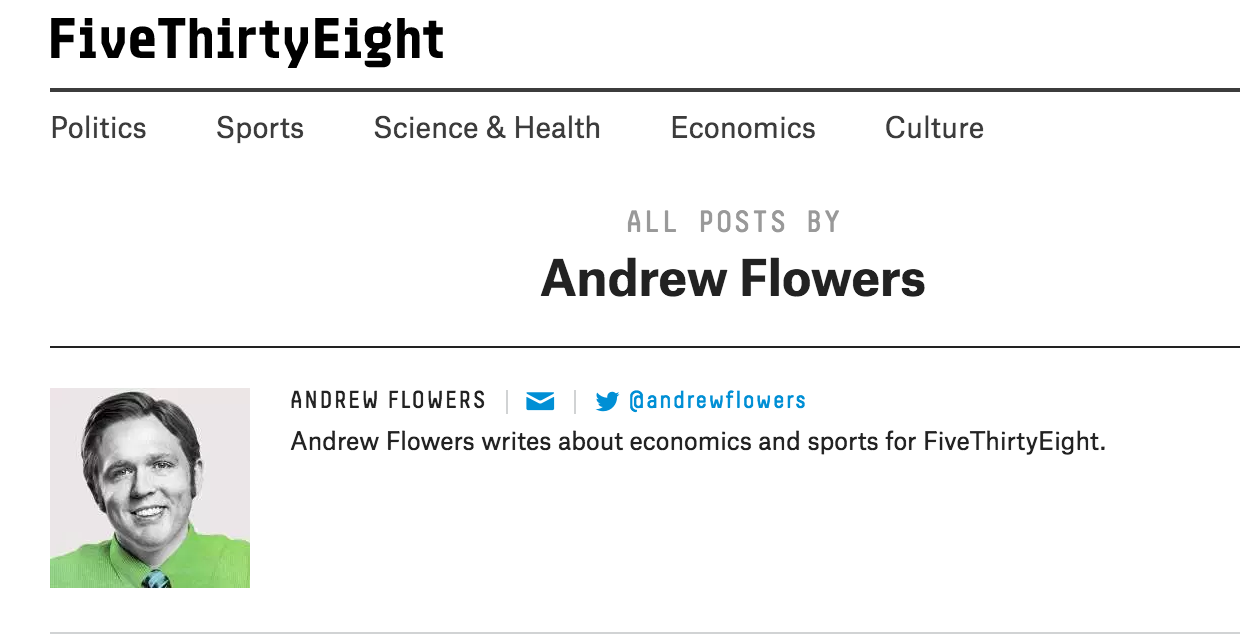 FiveThirtyEight
Politics Sports Science & Health Economics Culture
ALL POSTS BY
Andrew Flowers
ANDREW FLOWERS @andrewflowers
Andrew Flowers writes about economics and sports for FiveThirtyEight.